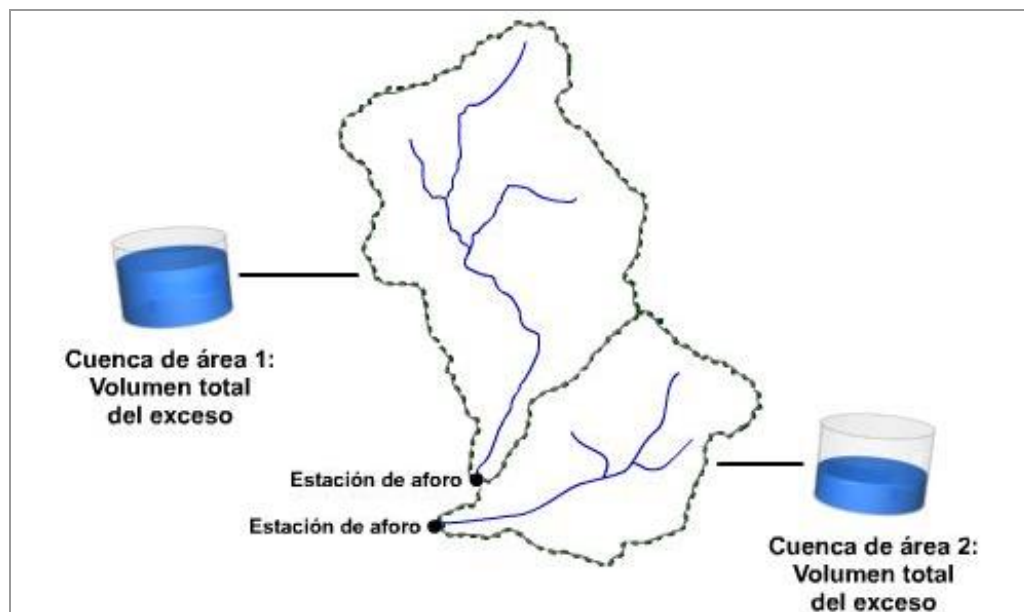 Cuenca de área 1:
Volumen total
del exceso
Estación de aforo
Estación de aforo
Cuenca de área 2:
Volumen total
del exceso